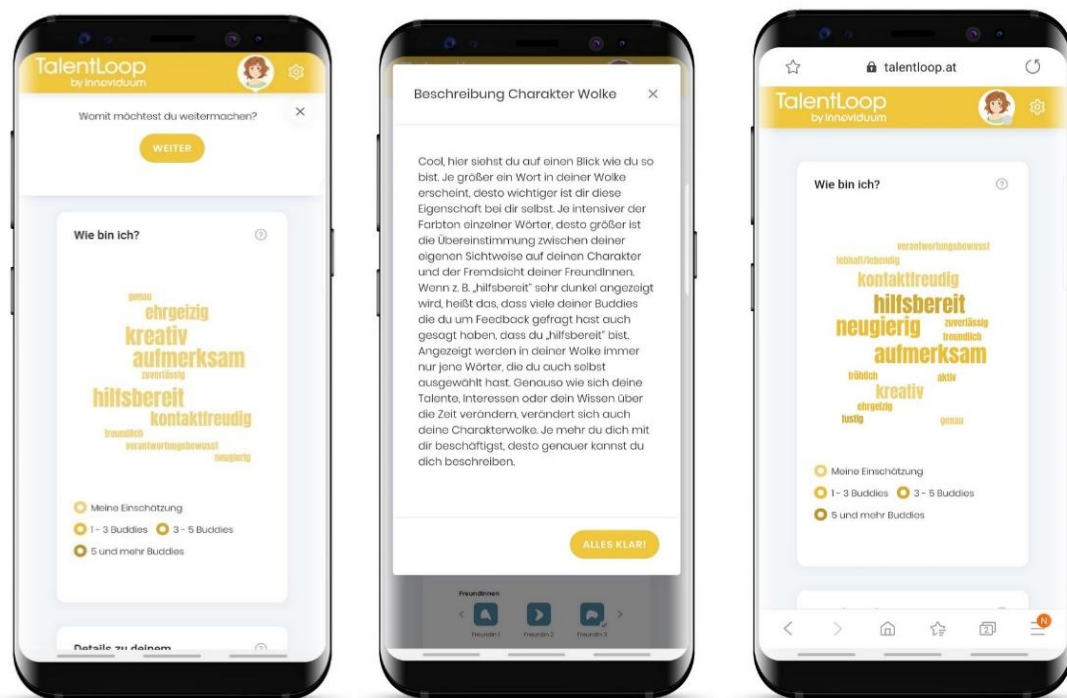 TalentLoop
by Innoviduum
Womit möchtest du weitermachen?
WEITER
Wie bin ich?
genau
ehrgeizig
kreativ
aufmerksam
zuverlässig
hilfsbereit
kontaktfreudig
freundlich
verantwortungsbewusst
neugierig
Meine Einschätzung
1 - 3 Buddies
3 - 5 Buddies
5 und mehr Buddies
Details zu deinem
Beschreibung Charakter Wolke
Cool, hier siehst du auf einen Blick wie du so
bist. Je größer ein Wort in deiner Wolke
erscheint, desto wichtiger ist dir diese
Eigenschaft bei dir selbst. Je intensiver der
Farbton einzelner Wörter, desto größer ist
die Übereinstimmung zwischen deiner
eigenen Sichtweise auf deinen Charakter
und der Fremdsicht deiner FreundInnen.
Wenn z. B. „hilfsbereit" sehr dunkel angezeigt
wird, heißt das, dass viele deiner Buddies
die du um Feedback gefragt hast auch
gesagt haben, dass du „hilfsbereit" bist.
Angezeigt werden in deiner Wolke immer
nur jene Wörter, die du auch selbst
ausgewählt hast. Genauso wie sich deine
Talente, Interessen oder dein Wissen über
die Zeit verändern, verändert sich auch
deine Charakterwolke. Je mehr du dich mit
dir beschäftigst, desto genauer kannst du
dich beschreiben.
ALLES KLAR!
FreundInnen
FreundIn 1
FreundIn 2
FreundIn 3
talentloop.at
TalentLoop
by Innoviduum
Wie bin ich?
verantwortungsbewusst
lebhaft/lebendig
kontaktfreudig
hilfsbereit
neugierig
zuverlässig
freundlich
aufmerksam
fröhlich
aktiv
kreativ
ehrgeizig
lustig
genau
Meine Einschätzung
1 - 3 Buddies
3 - 5 Buddies
5 und mehr Buddies
2
N